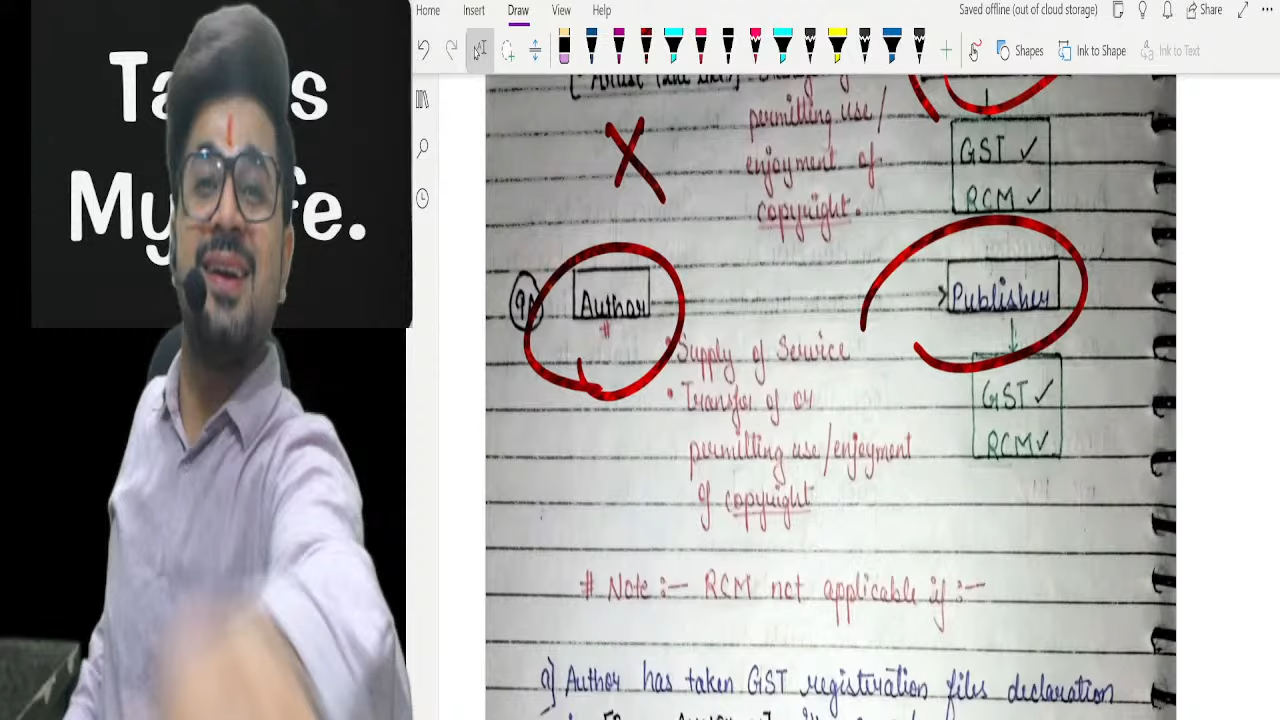 Home Insert Draw View Help
Saved offline (out of cloud storage) Share
Shapes Ink to Shape Ink to Text
My
permitting use/
enjoyment of
copyright.
GST ✓
RCM ✓
9A Author
Publisher
#
• Supply of Service
• Transfer of or
permitting use/enjoyment
of copyright
GST ✓
RCM ✓
# Note :- RCM not applicable if :-
a] Author has taken GST registration files declaration